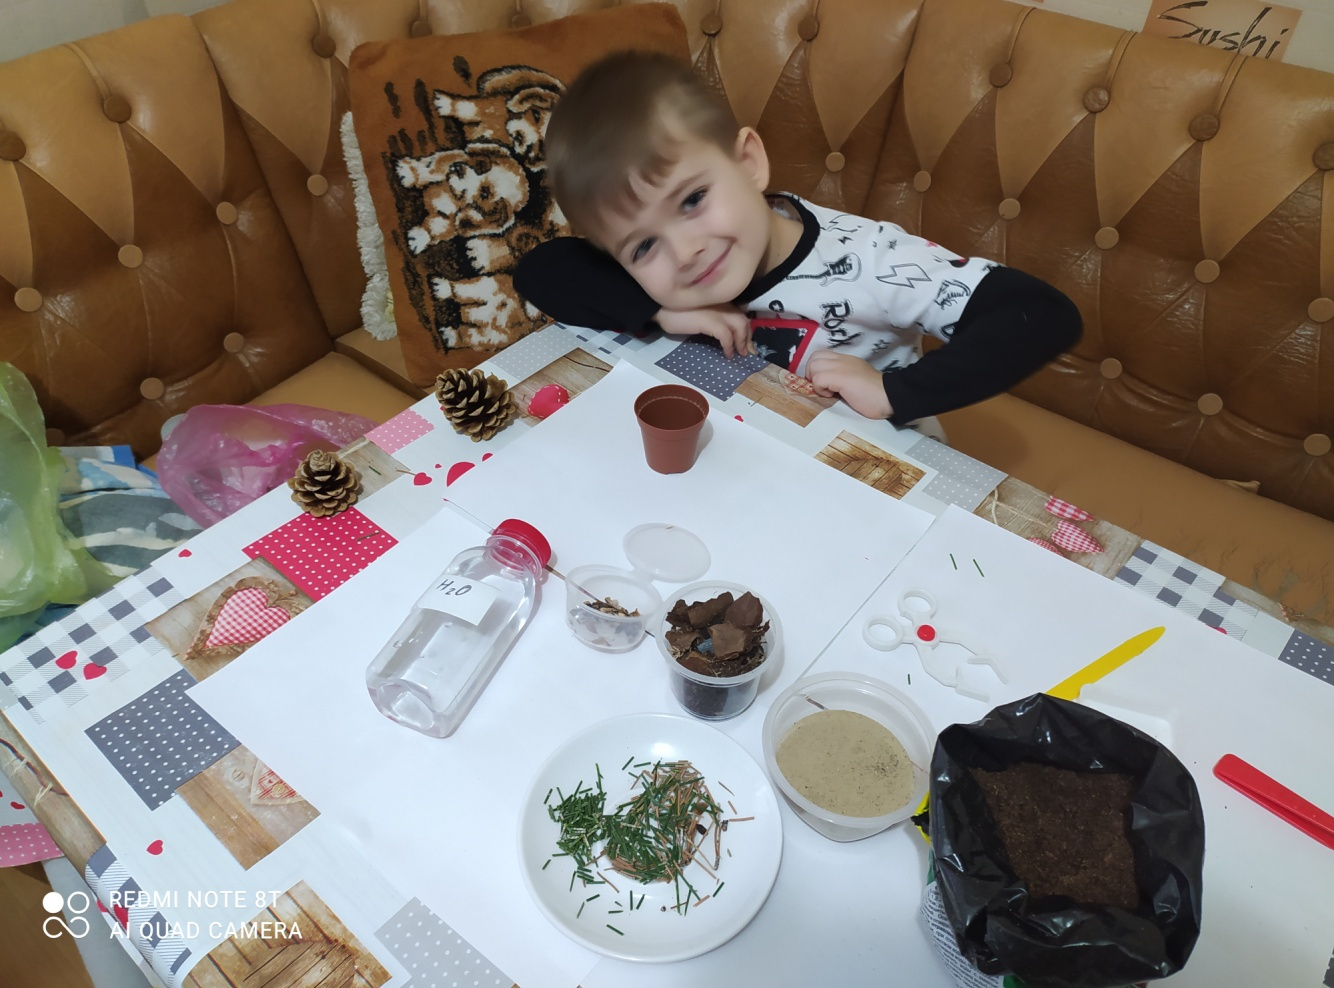 Sushi
Rock
H₂O
REDMI NOTE 8T
AI QUAD CAMERA